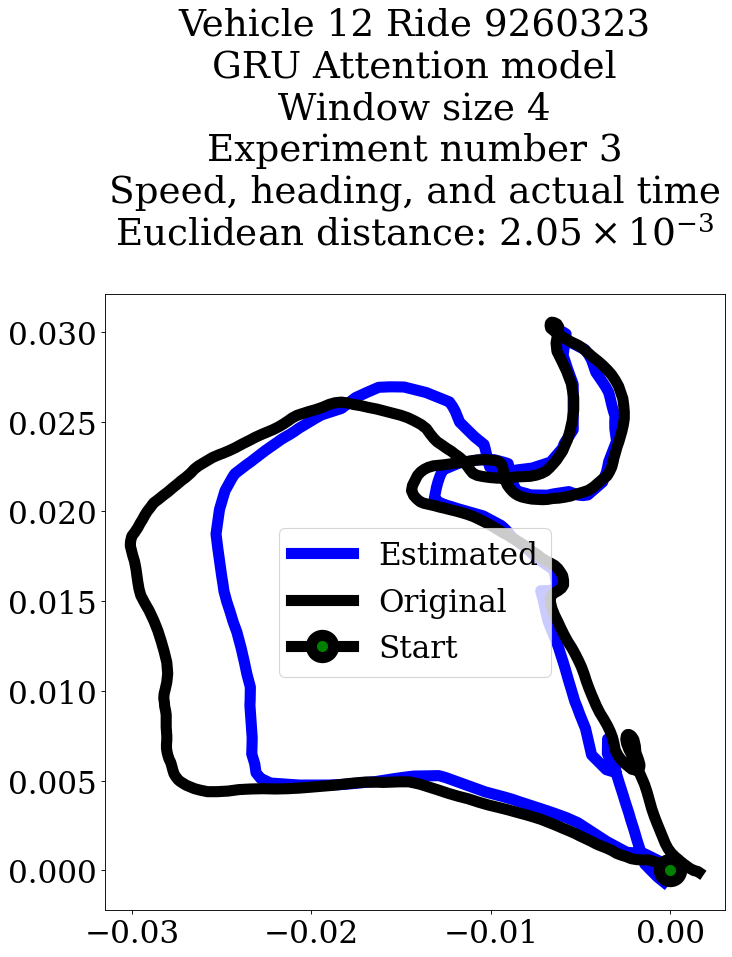 Vehicle 12 Ride 9260323
GRU Attention model
Window size 4
Experiment number 3
Speed, heading, and actual time
Euclidean distance: 2.05 × 10⁻³
0.030
0.025
0.020
0.015
0.010
0.005
0.000
Estimated
Original
Start
−0.03 −0.02 −0.01 0.00